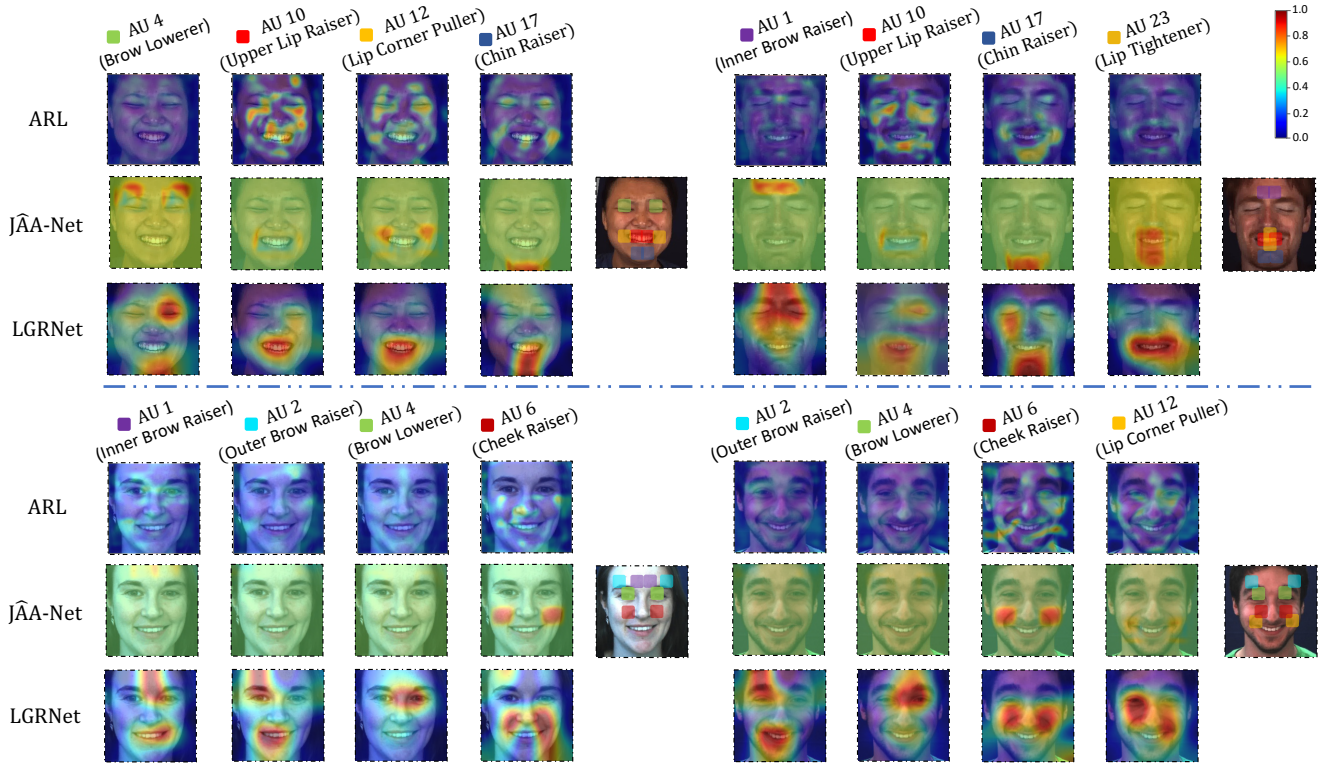 AU 4
(Brow Lowerer)
AU 10
(Upper Lip Raiser)
AU 12
(Lip Corner Puller)
AU 17
(Chin Raiser)
AU 1
(Inner Brow Raiser)
AU 10
(Upper Lip Raiser)
AU 17
(Chin Raiser)
AU 23
(Lip Tightener)
1.0
0.8
0.6
0.4
0.2
0.0
ARL
JÂA-Net
LGRNet
AU 1
(Inner Brow Raiser)
AU 2
(Outer Brow Raiser)
AU 4
(Brow Lowerer)
AU 6
(Cheek Raiser)
AU 2
(Outer Brow Raiser)
AU 4
(Brow Lowerer)
AU 6
(Cheek Raiser)
AU 12
(Lip Corner Puller)
ARL
JÂA-Net
LGRNet